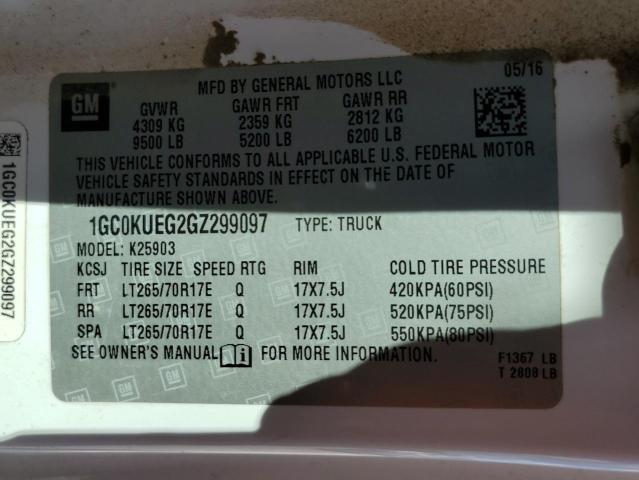 GM
MFD BY GENERAL MOTORS LLC
05/16
GVWR GAWR FRT GAWR RR
4309 KG 2359 KG 2812 KG
9500 LB 5200 LB 6200 LB
THIS VEHICLE CONFORMS TO ALL APPLICABLE U.S. FEDERAL MOTOR
VEHICLE SAFETY STANDARDS IN EFFECT ON THE DATE OF
MANUFACTURE SHOWN ABOVE.
1GC0KUEG2GZ299097 TYPE: TRUCK
MODEL: K25903
KCSJ TIRE SIZE SPEED RTG RIM COLD TIRE PRESSURE
FRT LT265/70R17E Q 17X7.5J 420KPA(60PSI)
RR LT265/70R17E Q 17X7.5J 520KPA(75PSI)
SPA LT265/70R17E Q 17X7.5J 550KPA(80PSI)
SEE OWNER'S MANUAL i FOR MORE INFORMATION.
F1367 LB
T 2808 LB
1GC0KUEG2GZ299097